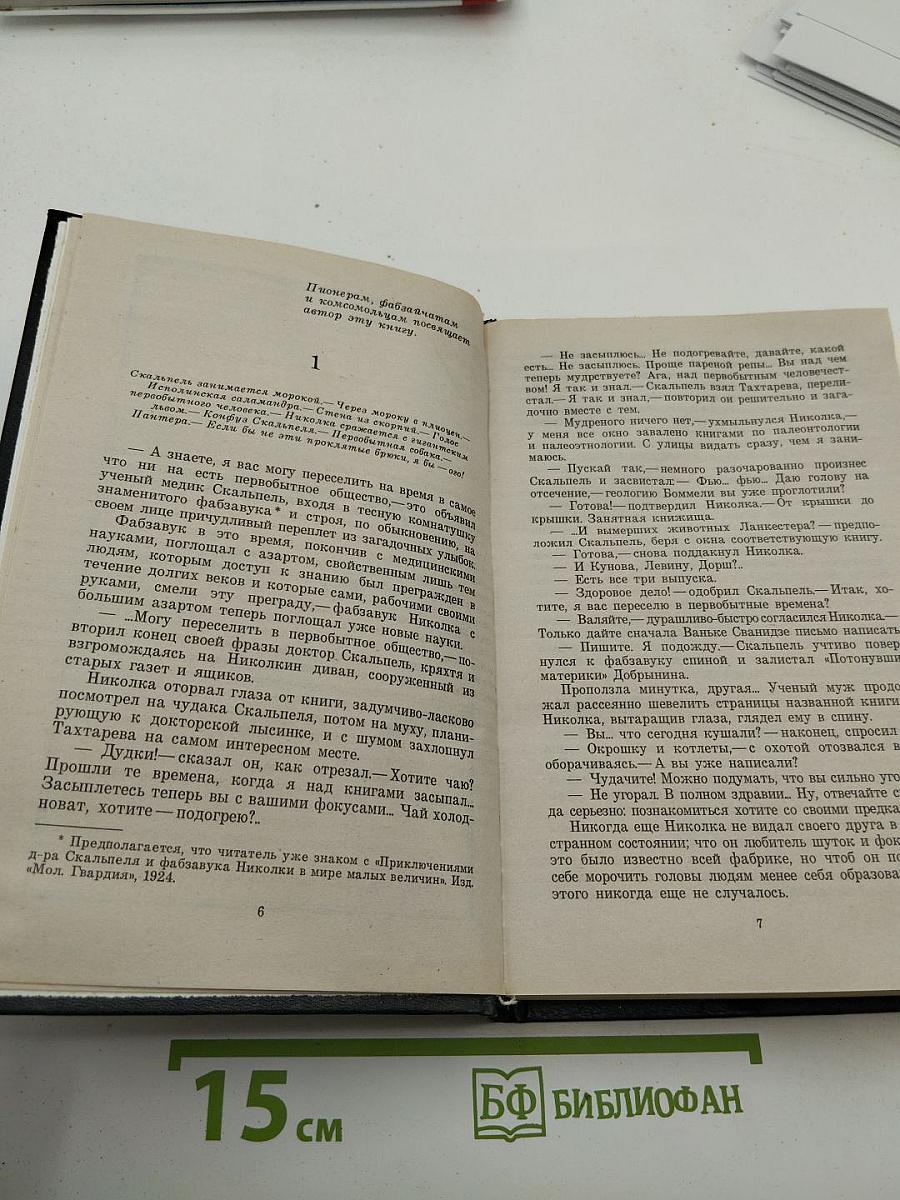 Пионерам, фабзайчатам
и комсомольцам посвящает
автор эту книгу.
1
Скальпель занимается морокой.— Через мороку в плиоцен.—
Исполинская саламандра.— Стена из скорпий.— Голос
первобытного человека.— Николка сражается с гигантским
львом.— Конфуз Скальпеля.— Первобытная собака.—
Пантера.— Если бы не эти проклятые брюки, я бы — ого!
— А знаете, я вас могу переселить на время в самое
что ни на есть первобытное общество,— это объявил
ученый медик Скальпель, входя в тесную комнатушку
знаменитого фабзавука* и строя, по обыкновению, на
своем лице причудливый переплет из загадочных улыбок.
Фабзавук в это время, покончив с медицинскими
науками, поглощал с азартом, свойственным лишь тем
людям, которым доступ к знанию был прегражден в
течение долгих веков и которые сами, рабочими своими
руками, смели эту преграду,— фабзавук Николка с
большим азартом теперь поглощал уже новые науки.
— ...Могу переселить в первобытное общество,— по-
вторил конец своей фразы доктор Скальпель, кряхтя и
взгромождаясь на Николкин диван, сооруженный из
старых газет и ящиков.
Николка оторвал глаза от книги, задумчиво-ласково
посмотрел на чудака Скальпеля, потом на муху, плани-
рующую к докторской лысинке, и с шумом захлопнул
Тахтарева на самом интересном месте.
— Дудки!— сказал он, как отрезал.— Хотите чаю?
Прошли те времена, когда я над книгами засыпал...
Засыплетесь теперь вы с вашими фокусами... Чай холод-
новат, хотите — подогрею?..
* Предполагается, что читатель уже знаком с «Приключениями
д-ра Скальпеля и фабзавука Николки в мире малых величин». Изд.
«Мол. Гвардия», 1924.
6
— Не засыплюсь... Не подогревайте, давайте, какой
есть... Не засыплюсь. Проще пареной репы... Вы над чем
теперь мудрствуете? Ага, над первобытным человечест-
вом! Я так и знал.— Скальпель взял Тахтарева, перели-
стал.— Я так и знал,— повторил он решительно и зага-
дочно вместе с тем.
— Мудреного ничего нет,— ухмыльнулся Николка,—
у меня все окно завалено книгами по палеонтологии
и палеоэтнологии. С улицы видать сразу, чем я зани-
маюсь.
— Пускай так,— немного разочарованно произнес
Скальпель и засвистал:— Фью... фью... Даю голову на
отсечение,— геологию Боммели вы уже проглотили?
— Готова!— подтвердил Николка.— От крышки до
крышки. Занятная книжища.
— ...И вымерших животных Ланкестера? — предпо-
ложил Скальпель, беря с окна соответствующую книгу.
— Готова,— снова поддакнул Николка.
— И Кунова, Левину, Дорш?..
— Есть все три выпуска.
— Здоровое дело!— одобрил Скальпель.— Итак, хо-
тите, я вас переселю в первобытные времена?
— Валяйте,— дурашливо-быстро согласился Николка.—
Только дайте сначала Ваньке Сванидзе письмо написать
— Пишите. Я подожду.— Скальпель учтиво повер
нулся к фабзавуку спиной и залистал «Потонувши
материки» Добрынина.
Проползла минутка, другая... Ученый муж продо
жал рассеянно шевелить страницы названной книги
Николка, вытаращив глаза, глядел ему в спину.
— Вы... что сегодня кушали? — наконец, спросил
— Окрошку и котлеты,— с охотой отозвался в
оборачиваясь.— А вы уже написали?
— Чудачите! Можно подумать, что вы сильно уго
— Не угорал. В полном здравии... Ну, отвечайте с
да серьезно: познакомиться хотите со своими предка
Никогда еще Николка не видал своего друга в
странном состоянии; что он любитель шуток и фок
это было известно всей фабрике, но чтоб он по
себе морочить головы людям менее себя образова
этого никогда еще не случалось.
7
15 см
БФ БИБЛИОФАН